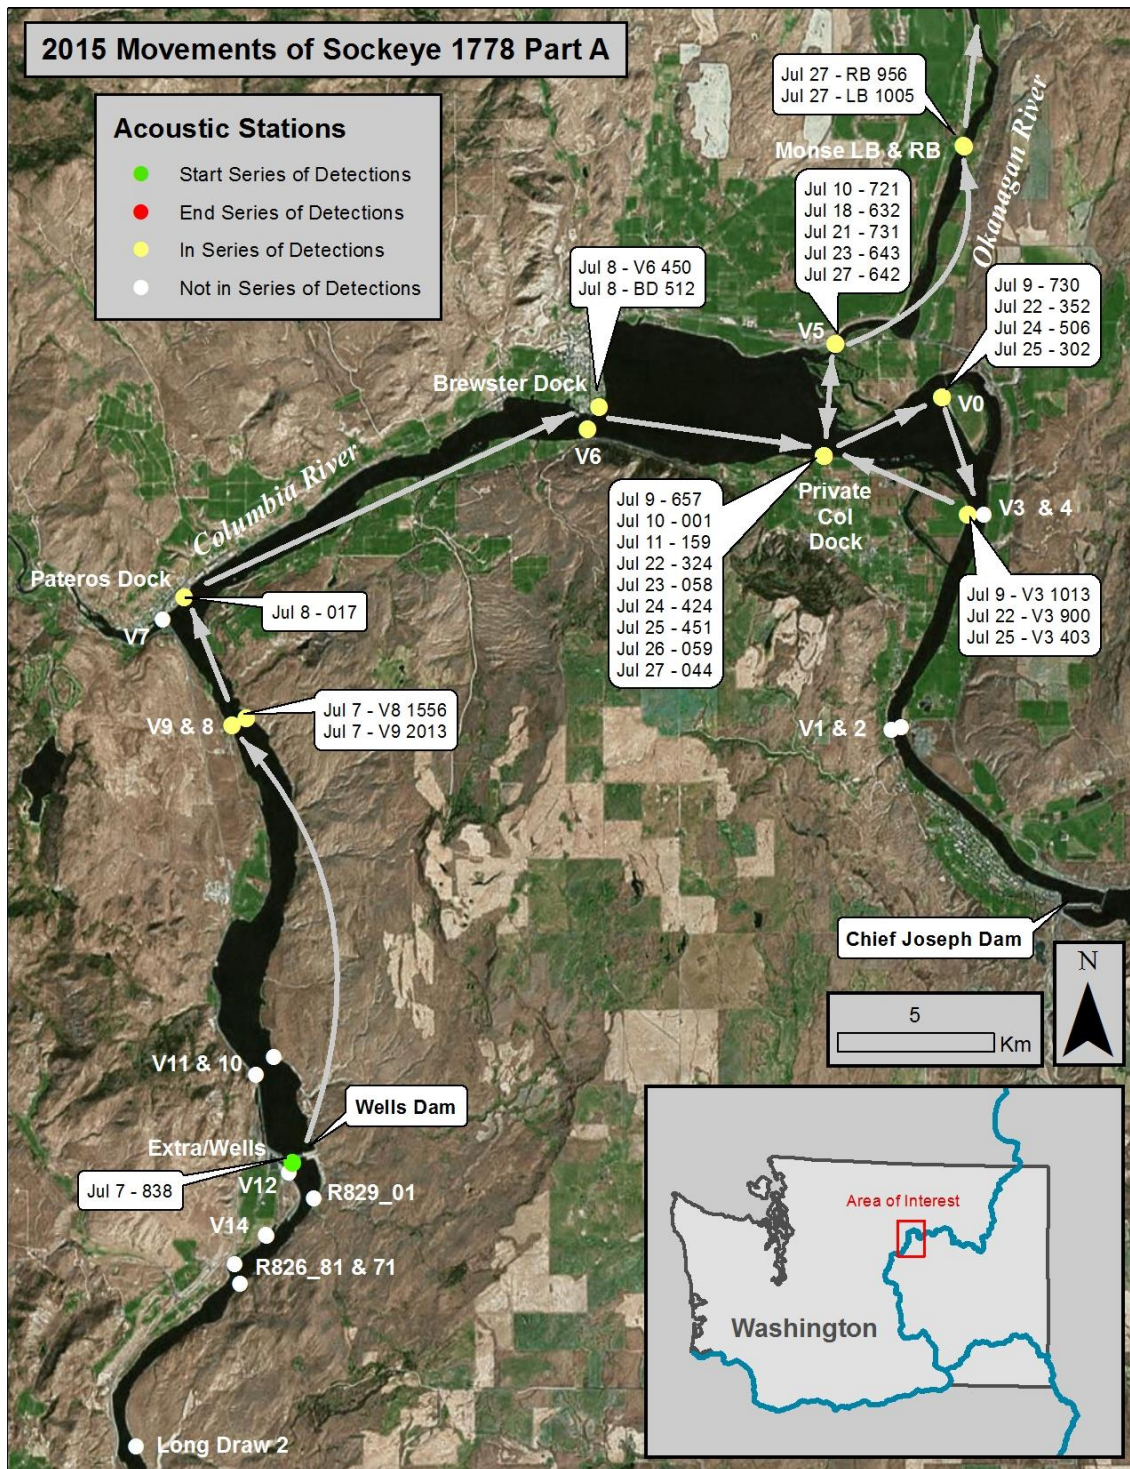 2015 Movements of Sockeye 1778 Part A
Acoustic Stations
Start Series of Detections
End Series of Detections
In Series of Detections
Not in Series of Detections
Jul 27 - RB 956
Jul 27 - LB 1005
Monse LB & RB
Okanagan River
Jul 10 - 721
Jul 18 - 632
Jul 21 - 731
Jul 23 - 643
Jul 27 - 642
Jul 8 - V6 450
Jul 8 - BD 512
Jul 9 - 730
Jul 22 - 352
Jul 24 - 506
Jul 25 - 302
V5
Brewster Dock
V0
V6
Columbia River
Private
Col
Dock
Jul 9 - 657
Jul 10 - 001
Jul 11 - 159
Jul 22 - 324
Jul 23 - 058
Jul 24 - 424
Jul 25 - 451
Jul 26 - 059
Jul 27 - 044
V3 & 4
Pateros Dock
Jul 8 - 017
V7
Jul 9 - V3 1013
Jul 22 - V3 900
Jul 25 - V3 403
V9 & 8
Jul 7 - V8 1556
Jul 7 - V9 2013
V1 & 2
Chief Joseph Dam
N
5
Km
V11 & 10
Wells Dam
Extra/Wells
Jul 7 - 838
V12
R829_01
V14
R826_81 & 71
Long Draw 2
Area of Interest
Washington